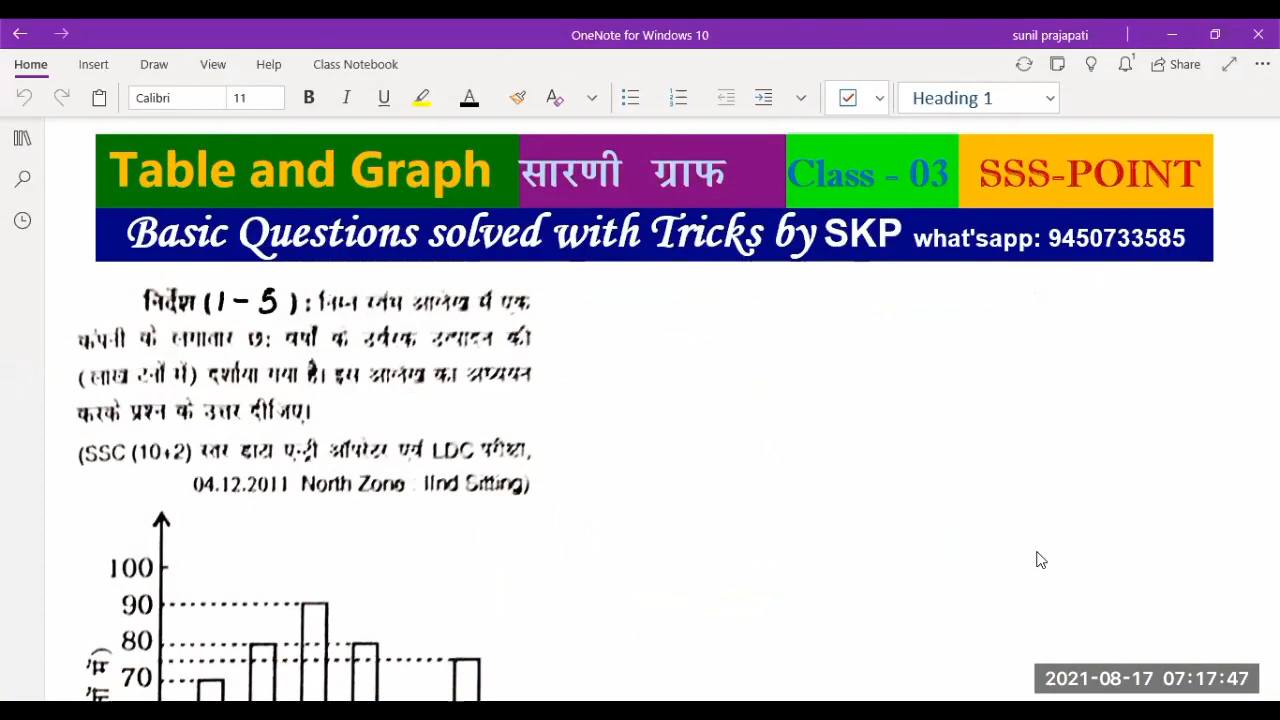 OneNote for Windows 10
sunil prajapati
Home Insert Draw View Help Class Notebook Share
Calibri 11 B I U A Heading 1
Table and Graph सारणी ग्राफ Class - 03 SSS-POINT
Basic Questions solved with Tricks by SKP what'sapp: 9450733585
निर्देश (1 - 5 ) : निम्न स्तंभ आलेख में एक
कंपनी के लगातार छ: वर्षों के उर्वरक उत्पादन को
(लाख टनों में) दर्शाया गया है। इस आलेख का अध्ययन
करके प्रश्न के उत्तर दीजिए।
(SSC (10+2) स्तर डाटा एन्ट्री ऑपरेटर एवं LDC परीक्षा,
04.12.2011 North Zone : IInd Sitting)
100
90
80
70
2021-08-17 07:17:47